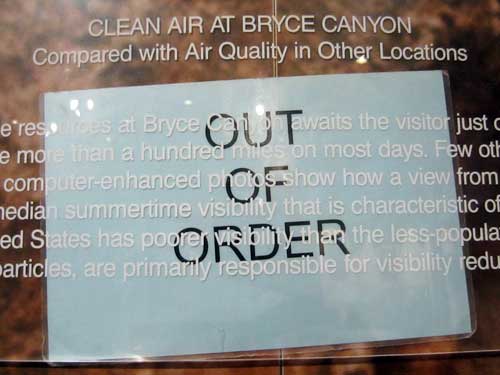 CLEAN AIR AT BRYCE CANYON
Compared with Air Quality in Other Locations
OUT
OF
ORDER
e resources at Bryce Canyon awaits the visitor just
e more than a hundred miles on most days. Few
computer-enhanced photos show how a view from
median summertime visibility that is characteristic of
ed States has poorer visibility than the
particles, are primarily responsible for visibility